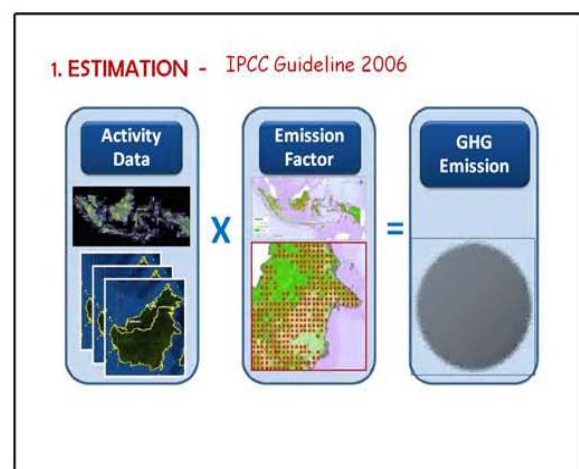 1. ESTIMATION - IPCC Guideline 2006
Activity
Data
X
Emission
Factor
=
GHG
Emission